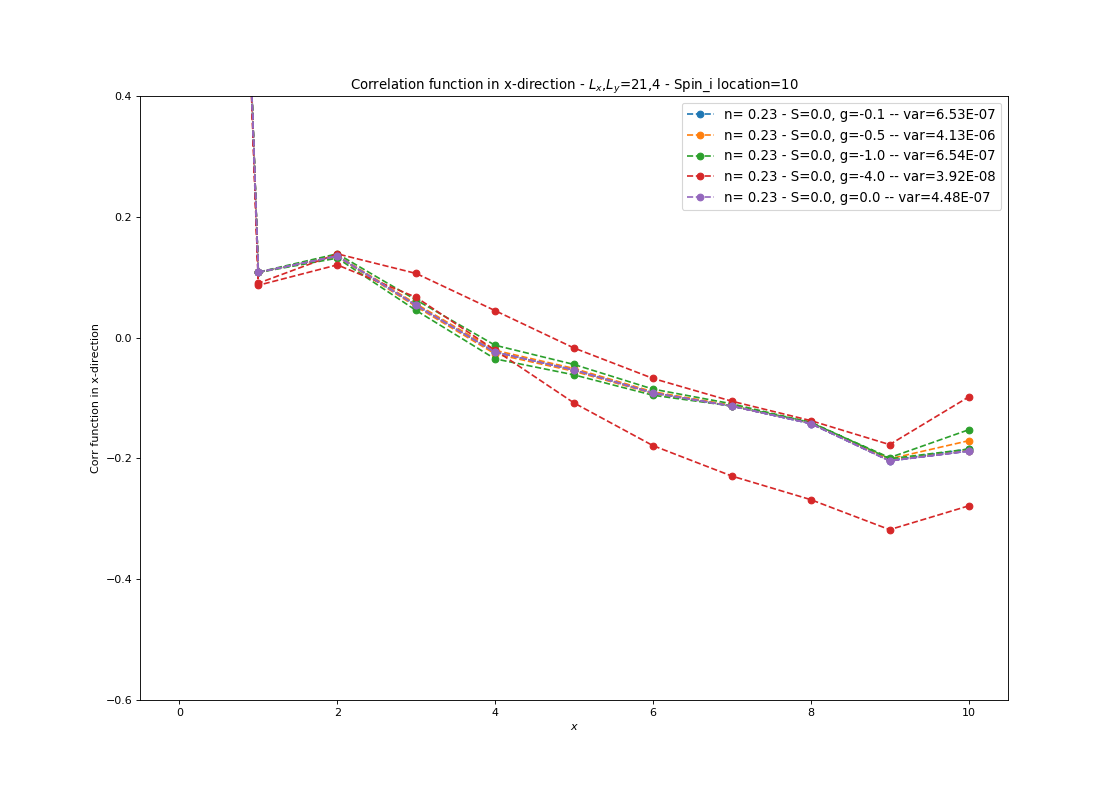 Correlation function in x-direction - Lx,Ly=21,4 - Spin_i location=10
0.4
n= 0.23 - S=0.0, g=-0.1 -- var=6.53E-07
n= 0.23 - S=0.0, g=-0.5 -- var=4.13E-06
n= 0.23 - S=0.0, g=-1.0 -- var=6.54E-07
n= 0.23 - S=0.0, g=-4.0 -- var=3.92E-08
n= 0.23 - S=0.0, g=0.0 -- var=4.48E-07
0.2
0.0
−0.2
−0.4
−0.6
Corr function in x-direction
0 2 4 6 8 10
x